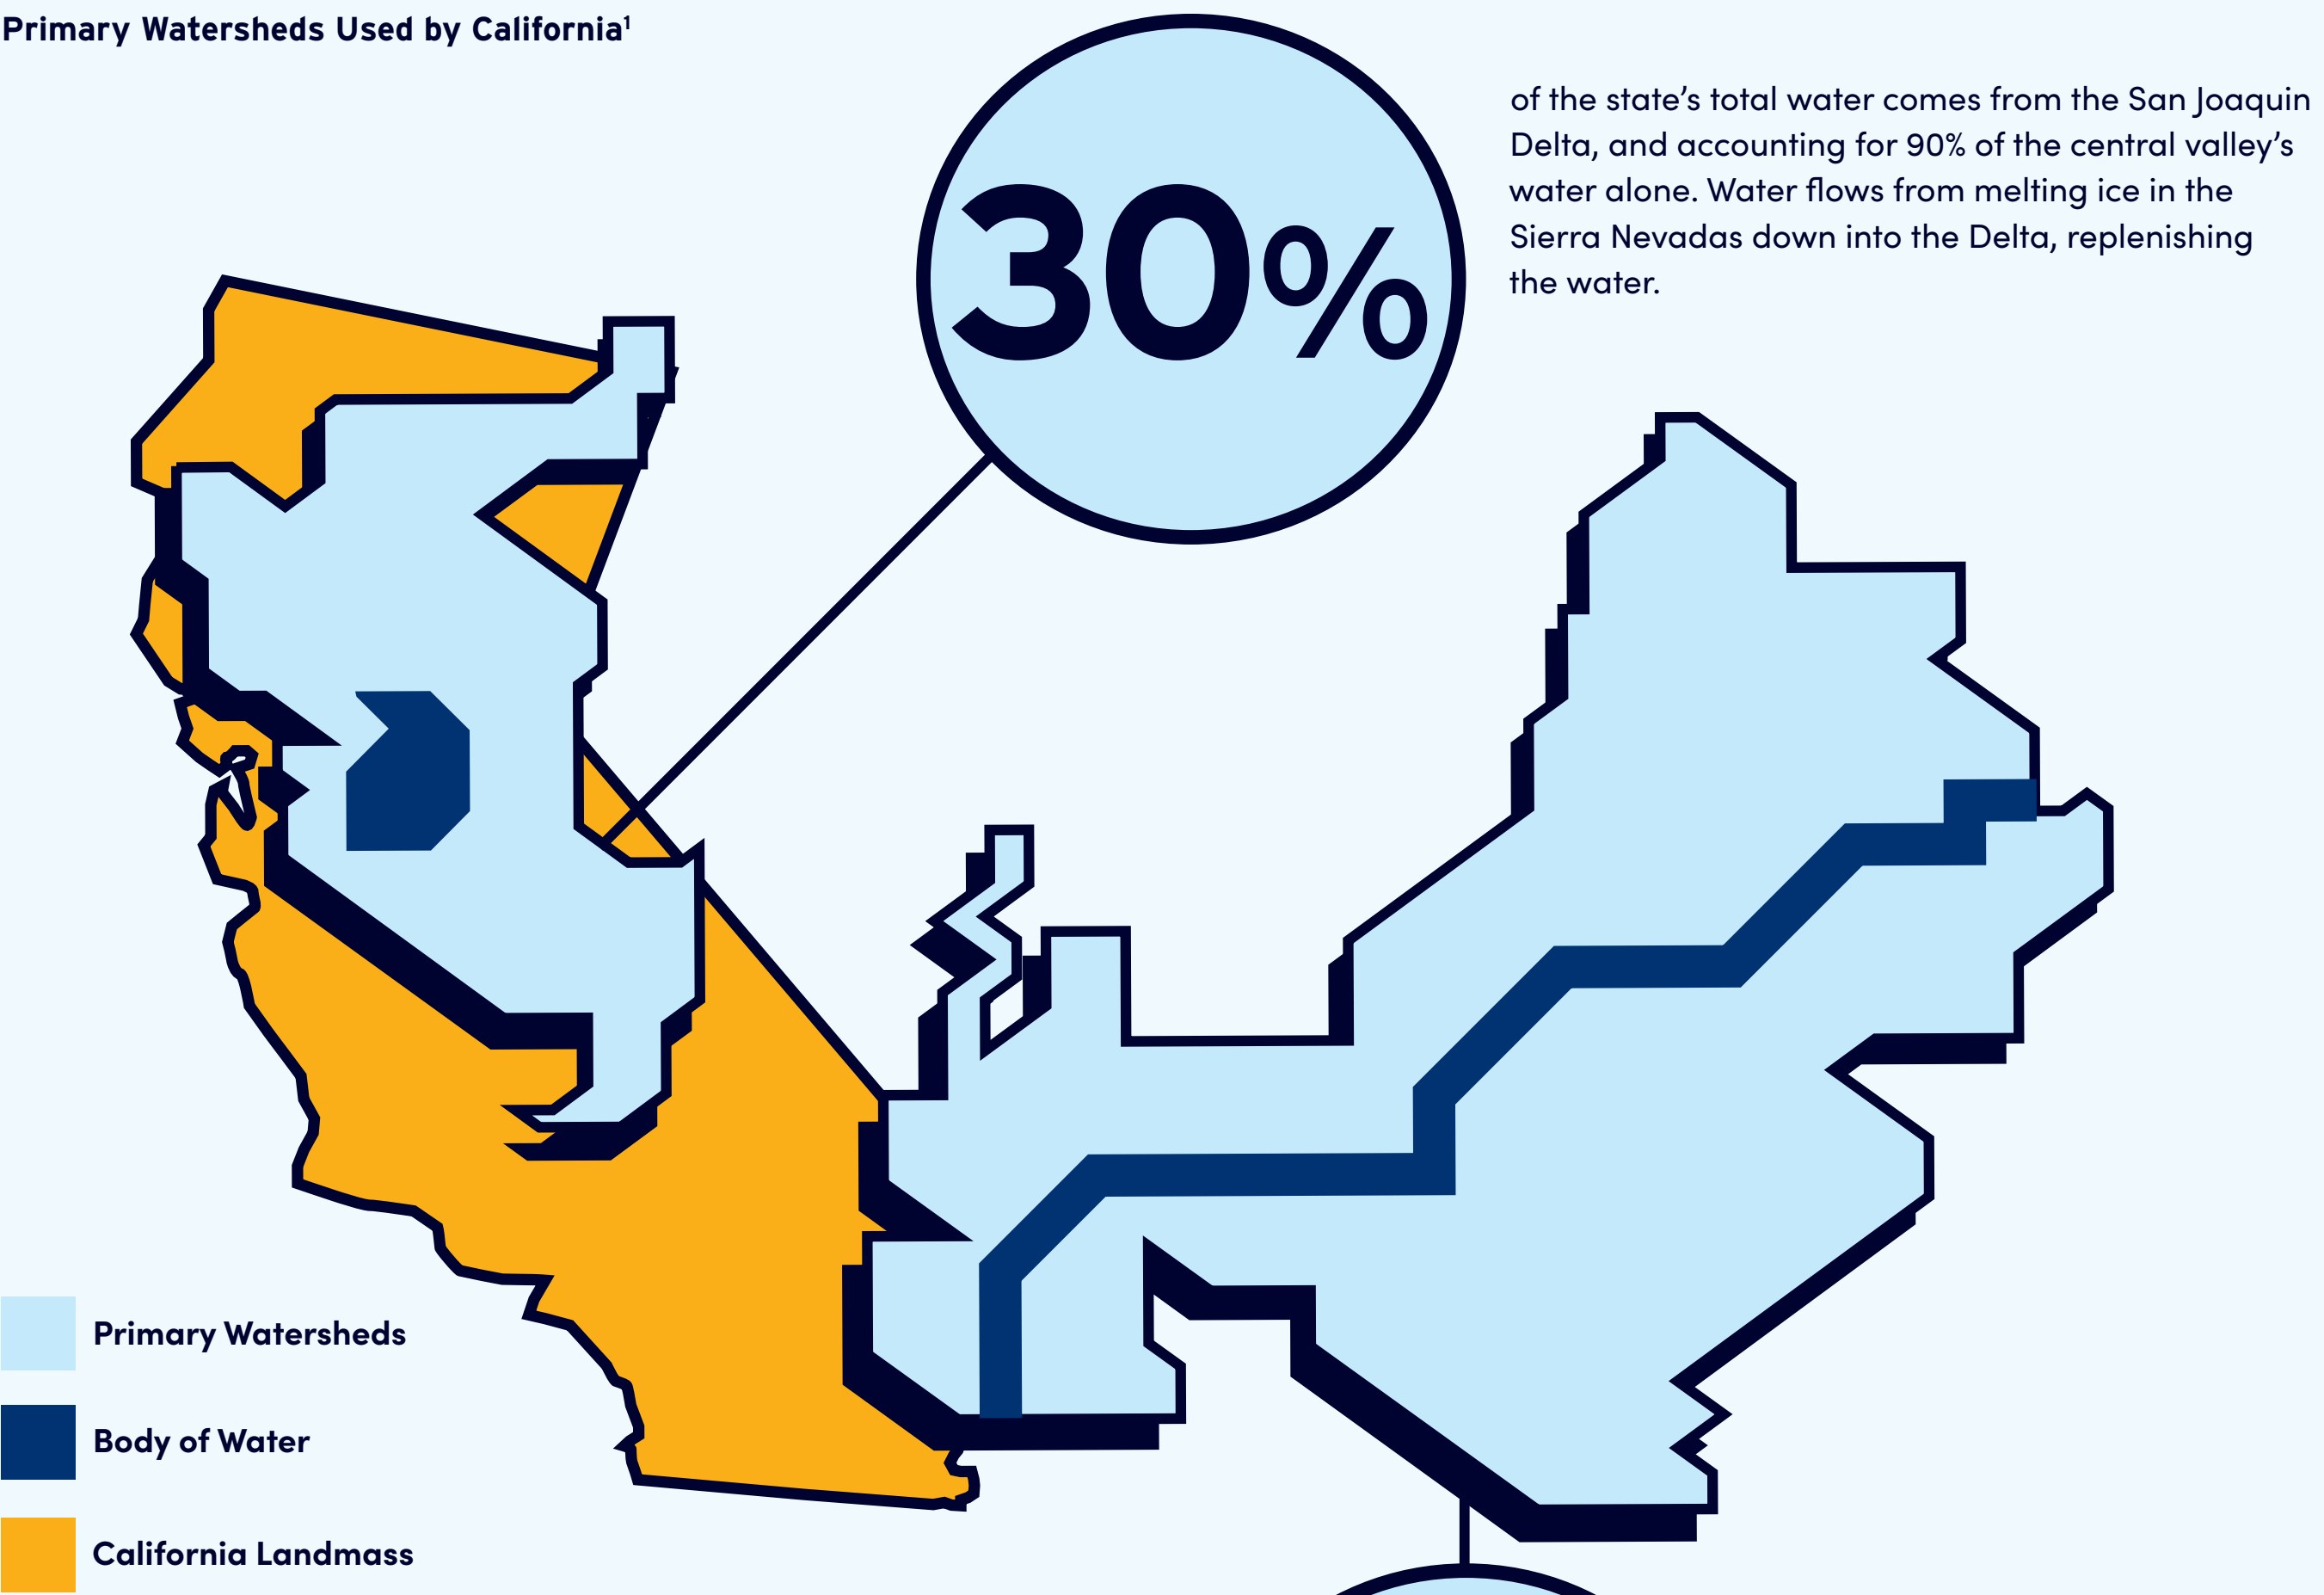 Primary Watersheds Used by California¹
30%
of the state's total water comes from the San Joaquin
Delta, and accounting for 90% of the central valley's
water alone. Water flows from melting ice in the
Sierra Nevadas down into the Delta, replenishing
the water.
Primary Watersheds
Body of Water
California Landmass